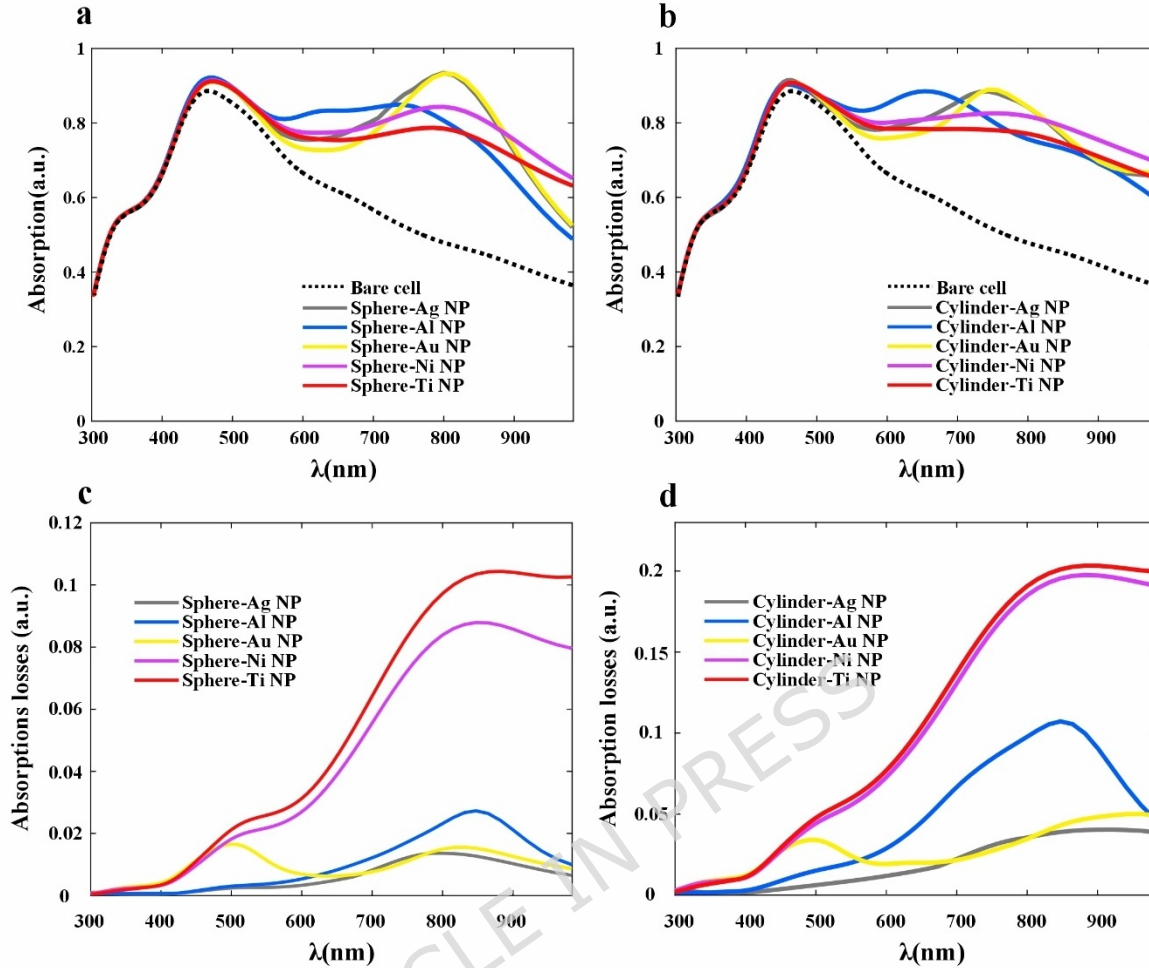 a
Absorption(a.u.)
1
0.8
0.6
0.4
0.2
0
Bare cell
Sphere-Ag NP
Sphere-Al NP
Sphere-Au NP
Sphere-Ni NP
Sphere-Ti NP
300 400 500 600 700 800 900
λ(nm)
b
Absorption(a.u.)
1
0.8
0.6
0.4
0.2
0
Bare cell
Cylinder-Ag NP
Cylinder-Al NP
Cylinder-Au NP
Cylinder-Ni NP
Cylinder-Ti NP
300 400 500 600 700 800 900
λ(nm)
c
Absorptions losses (a.u.)
0.12
0.1
0.08
0.06
0.04
0.02
0
Sphere-Ag NP
Sphere-Al NP
Sphere-Au NP
Sphere-Ni NP
Sphere-Ti NP
300 400 500 600 700 800 900
λ(nm)
d
Absorption losses (a.u.)
0.2
0.15
0.1
0.05
0
Cylinder-Ag NP
Cylinder-Al NP
Cylinder-Au NP
Cylinder-Ni NP
Cylinder-Ti NP
300 400 500 600 700 800 900
λ(nm)
CLE IN PRESS